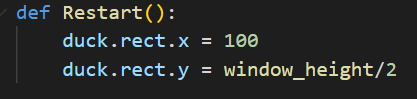 def Restart():
    duck.rect.x = 100
    duck.rect.y = window_height/2